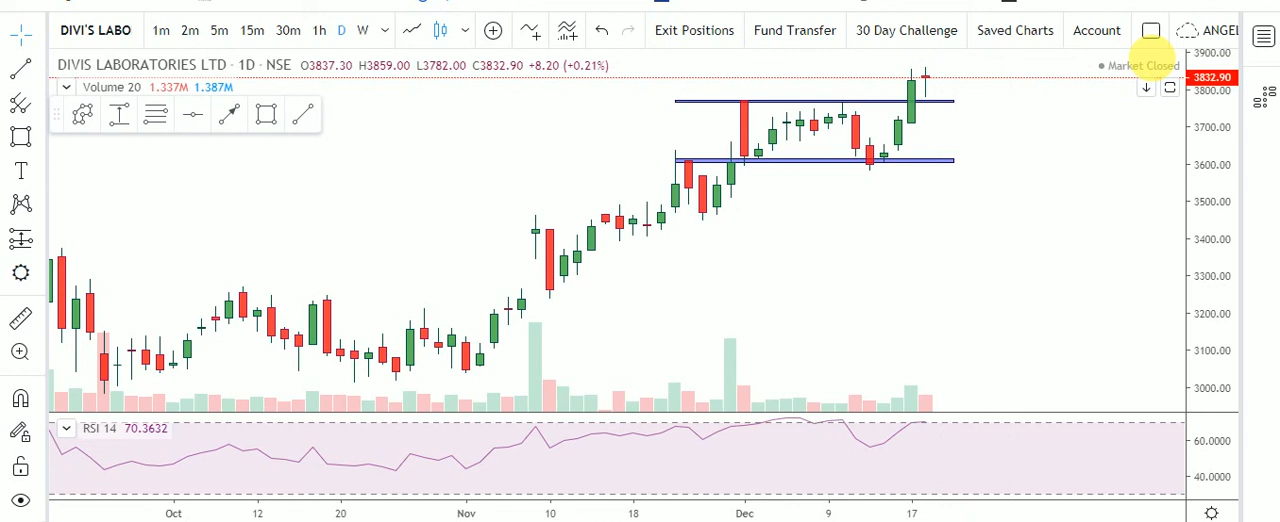 DIVI'S LABO 1m 2m 5m 15m 30m 1h D W Exit Positions Fund Transfer 30 Day Challenge Saved Charts Account ANGEL
DIVIS LABORATORIES LTD · 1D · NSE O3837.30 H3859.00 L3782.00 C3832.90 +8.20 (+0.21%) Market Closed
Volume 20 1.337M 1.387M
3900.00
3832.90
3800.00
3700.00
3600.00
3500.00
3400.00
3300.00
3200.00
3100.00
3000.00
RSI 14 70.3632
60.0000
40.0000
Oct 12 20 Nov 10 18 Dec 9 17